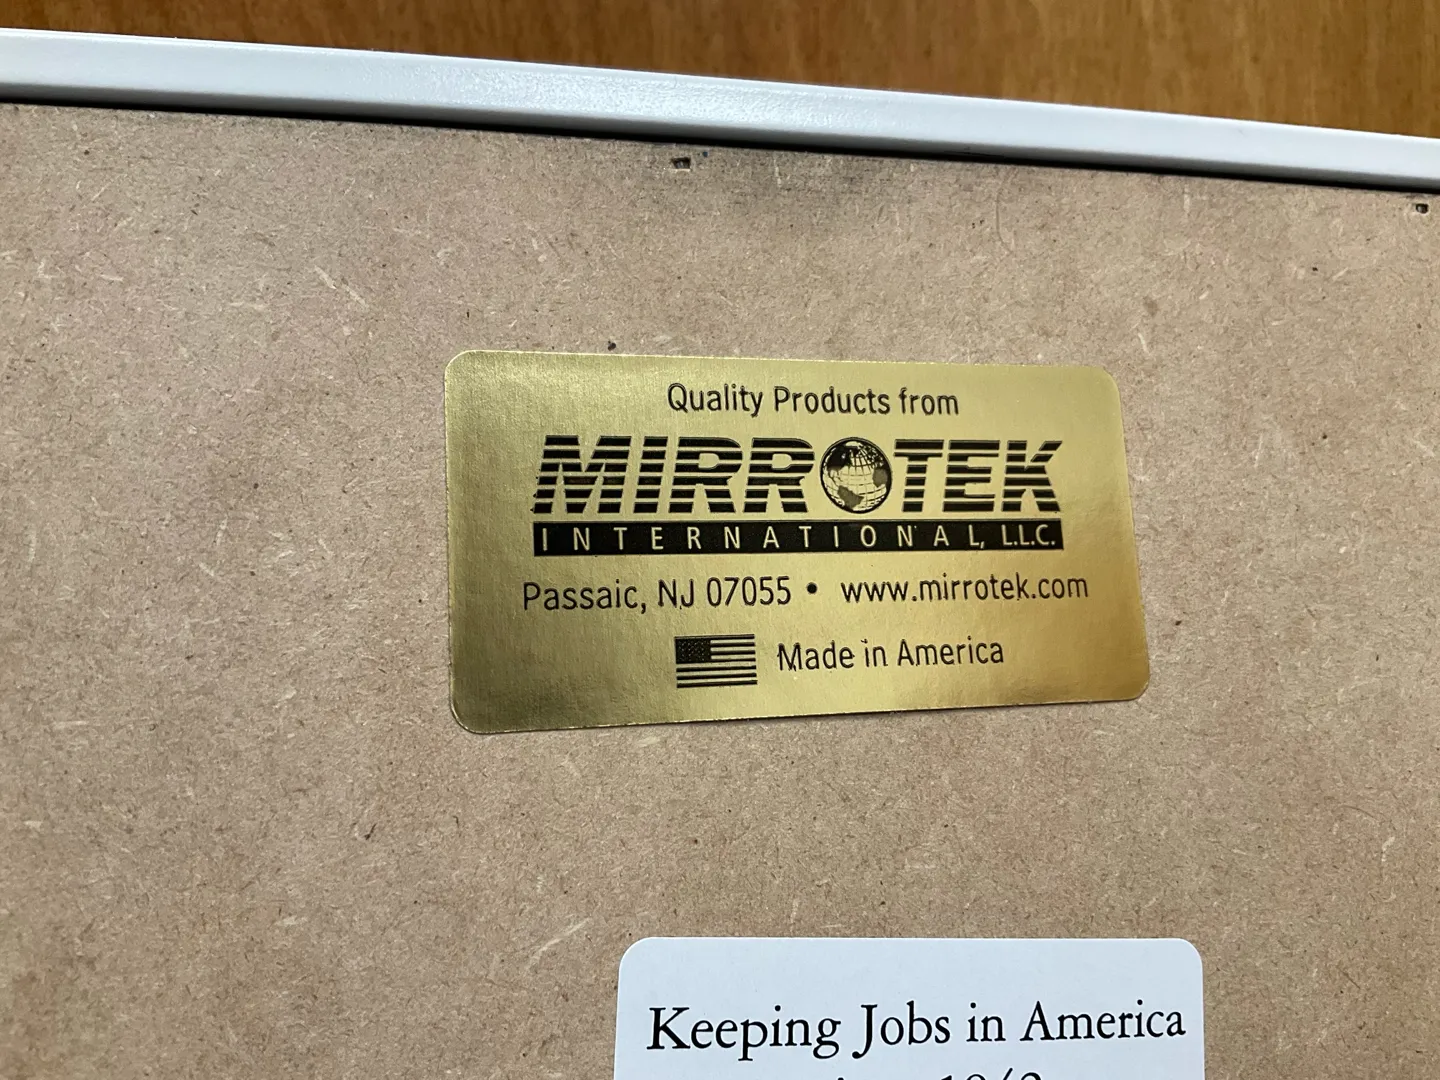 Quality Products from
MIRROTEK
INTERNATIONAL, L.L.C.
Passaic, NJ 07055 • www.mirrotek.com
Made in America
Keeping Jobs in America